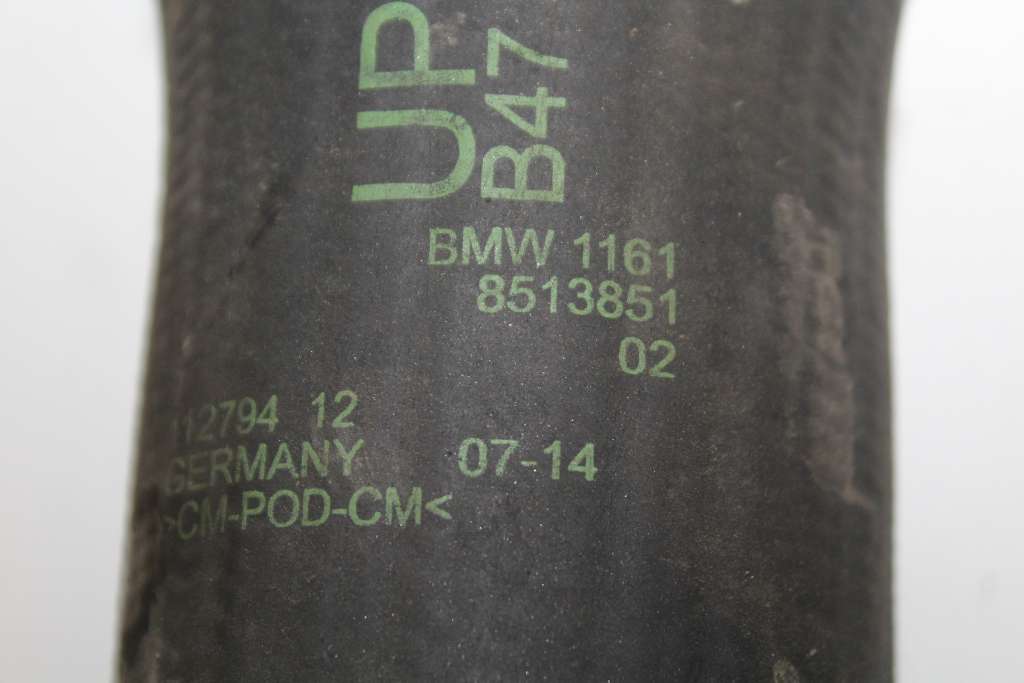 UP
B47
BMW 1161
8513851
02
112794 12
GERMANY 07-14
>CM-POD-CM<